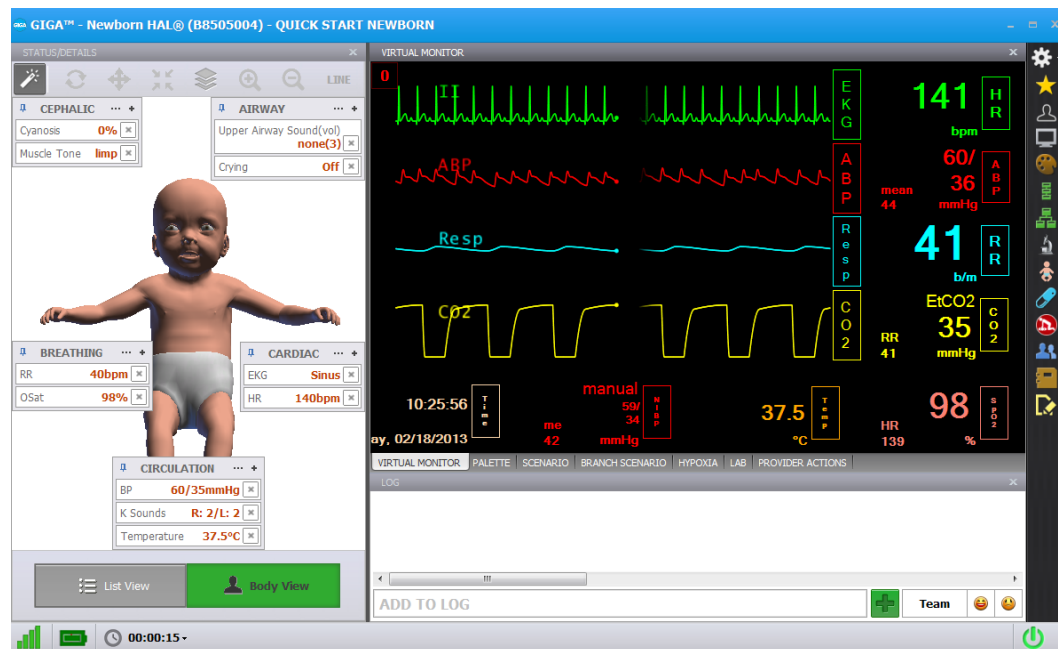 GIGA™ - Newborn HAL® (B8505004) - QUICK START NEWBORN
STATUS/DETAILS
LINE
CEPHALIC
Cyanosis 0%
Muscle Tone limp
AIRWAY
Upper Airway Sound(vol)
none(3)
Crying Off
BREATHING
RR 40bpm
OSat 98%
CARDIAC
EKG Sinus
HR 140bpm
CIRCULATION
BP 60/35mmHg
K Sounds R: 2/L: 2
Temperature 37.5°C
List View
Body View
VIRTUAL MONITOR
0
II
EKG
141
HR
bpm
ABP
ABP
60/
36
mean
44
mmHg
ABP
Resp
Resp
41
RR
b/m
CO2
CO2
EtCO2
35
RR
41
mmHg
CO2
10:25:56
Time
ay, 02/18/2013
manual
59/
34
me
42
mmHg
NIBP
37.5
Temp
°C
98
SpO2
HR
139
%
VIRTUAL MONITOR PALETTE SCENARIO BRANCH SCENARIO HYPOXIA LAB PROVIDER ACTIONS
LOG
ADD TO LOG
Team
00:00:15